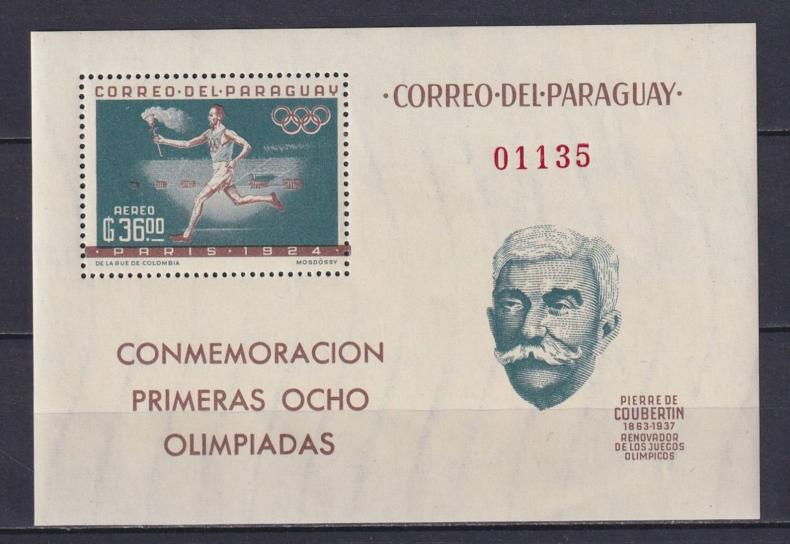 CORREO·DEL·PARAGUAY
AEREO
₲ 36.00
PARIS·1924
DE LA RUE DE COLOMBIA
MOSDÓSSY
·CORREO·DEL·PARAGUAY·
01135
CONMEMORACION
PRIMERAS OCHO
OLIMPIADAS
PIERRE DE
COUBERTIN
1863-1937
RENOVADOR
DE LOS JUEGOS
OLIMPICOS